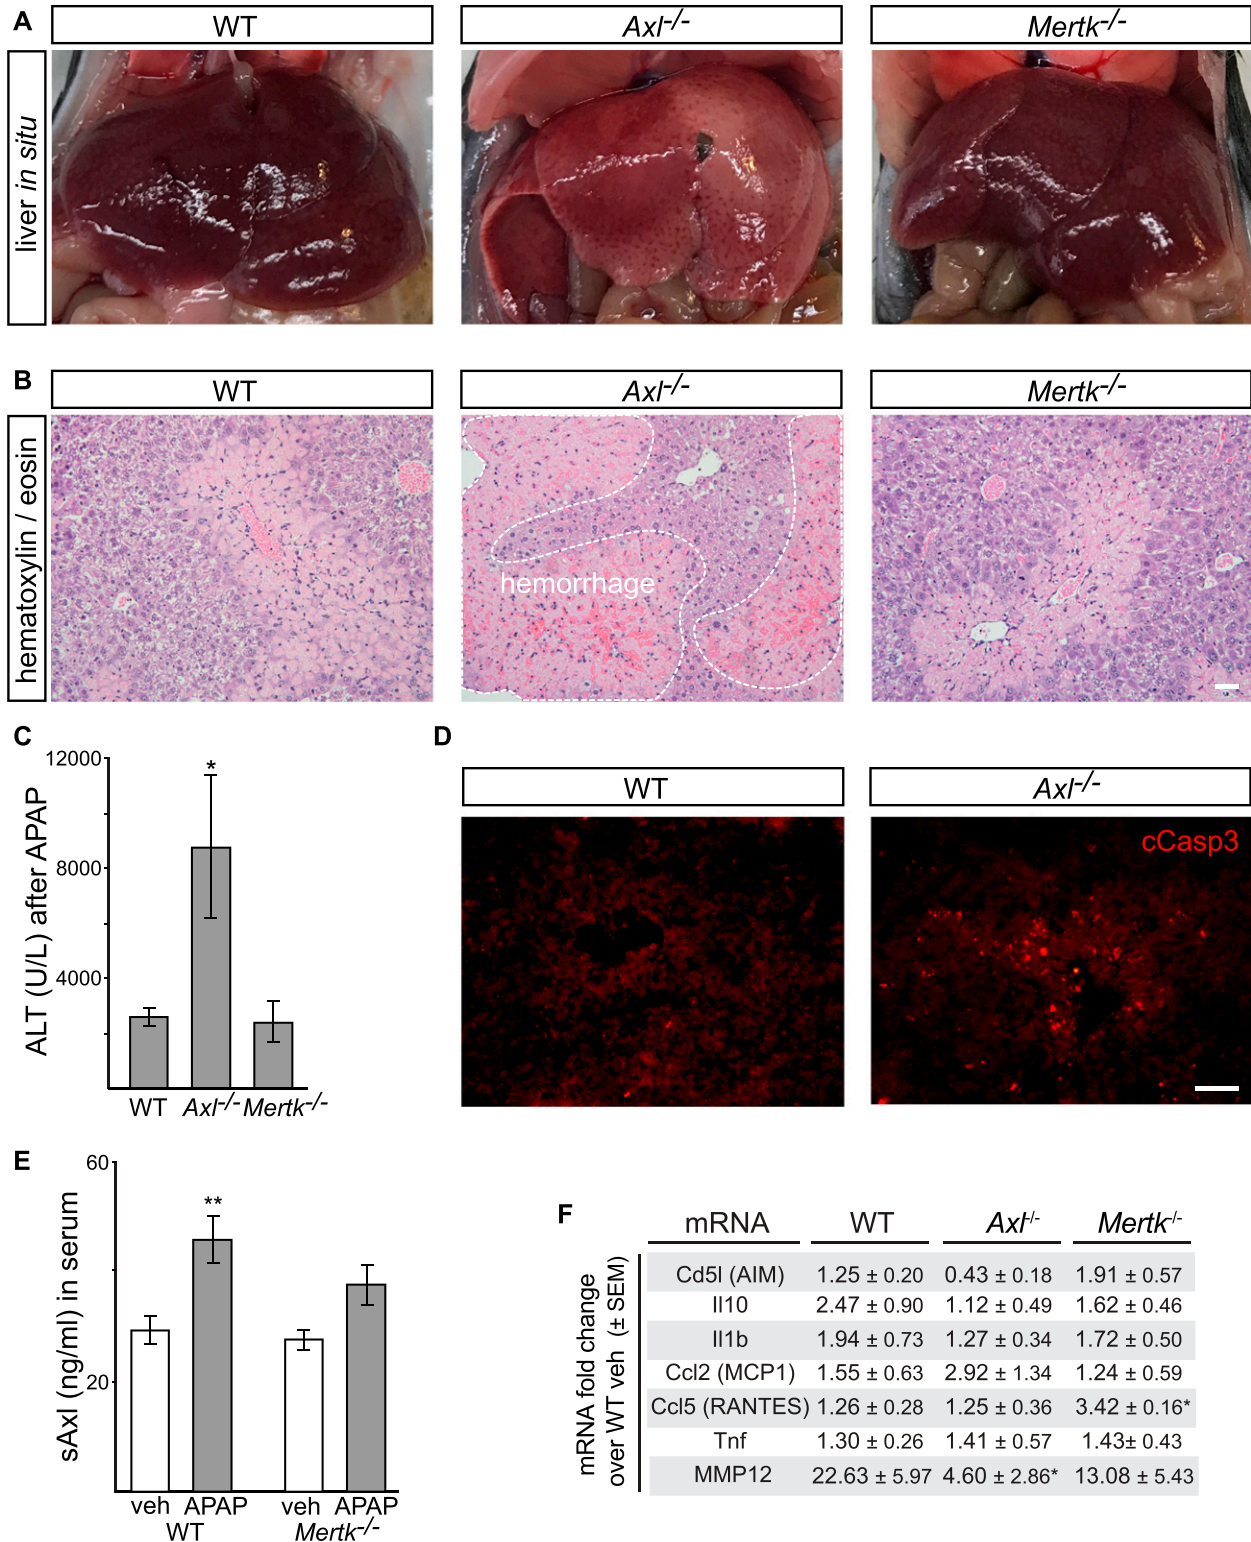 A
WT
Axl-/-
Mertk-/-
liver in situ
B
WT
Axl-/-
Mertk-/-
hematoxylin / eosin
hemorrhage
C
ALT (U/L) after APAP
12000
8000
4000
*
WT
Axl-/-
Mertk-/-
D
WT
Axl-/-
cCasp3
E
sAxl (ng/ml) in serum
60
20
**
veh APAP veh APAP
WT Mertk-/-
F
mRNA fold change
over WT veh (± SEM)
mRNA WT Axl-/- Mertk-/-
Cd5l (AIM) 1.25 ± 0.20 0.43 ± 0.18 1.91 ± 0.57
Il10 2.47 ± 0.90 1.12 ± 0.49 1.62 ± 0.46
Il1b 1.94 ± 0.73 1.27 ± 0.34 1.72 ± 0.50
Ccl2 (MCP1) 1.55 ± 0.63 2.92 ± 1.34 1.24 ± 0.59
Ccl5 (RANTES) 1.26 ± 0.28 1.25 ± 0.36 3.42 ± 0.16*
Tnf 1.30 ± 0.26 1.41 ± 0.57 1.43± 0.43
MMP12 22.63 ± 5.97 4.60 ± 2.86* 13.08 ± 5.43